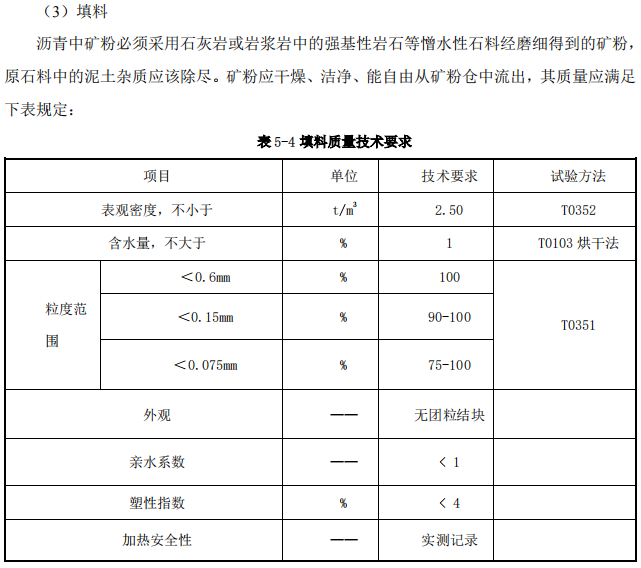 （3）填料
沥青中矿粉必须采用石灰岩或岩浆岩中的强基性岩石等憎水性石料经磨细得到的矿粉，
原石料中的泥土杂质应该除尽。矿粉应干燥、洁净、能自由从矿粉仓中流出，其质量应满足
下表规定：
表 5-4 填料质量技术要求
项目 单位 技术要求 试验方法
表观密度，不小于 t/m³ 2.50 T0352
含水量，不大于 % 1 T0103 烘干法
粒度范围 ＜0.6mm % 100 T0351
＜0.15mm % 90-100
＜0.075mm % 75-100
外观 —— 无团粒结块
亲水系数 —— < 1
塑性指数 % < 4
加热安全性 —— 实测记录